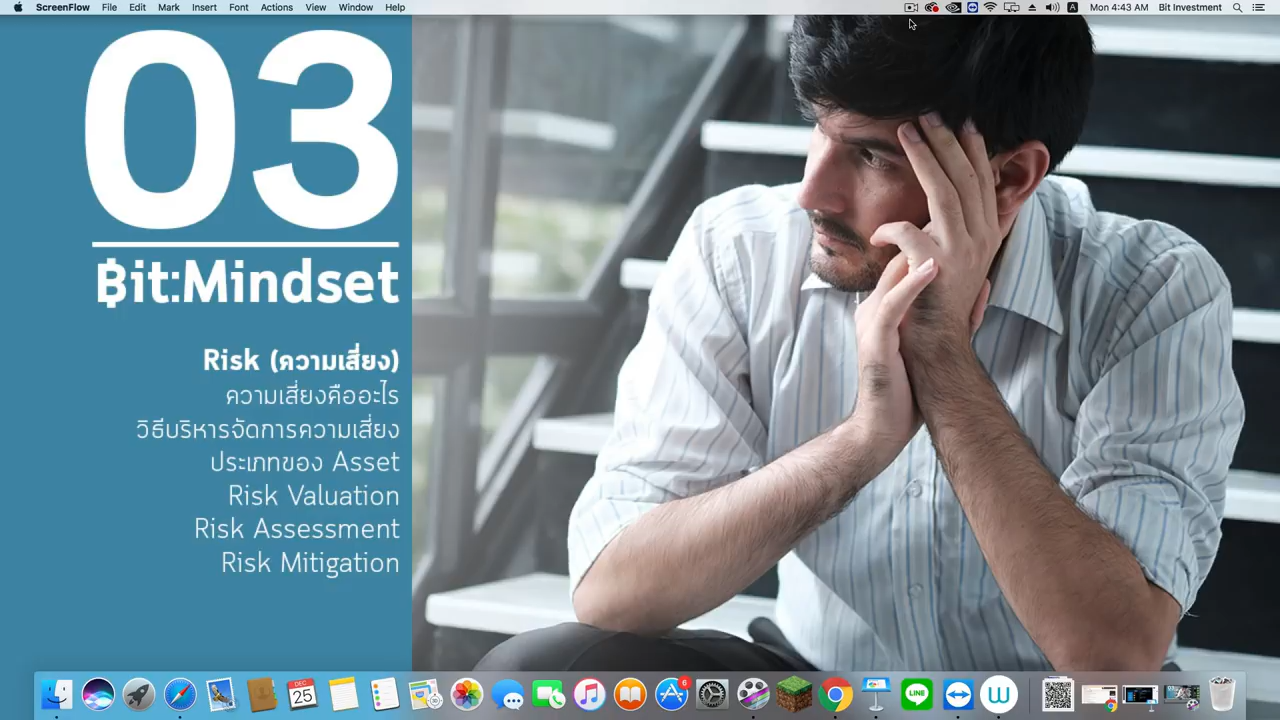 ScreenFlow File Edit Mark Insert Font Actions View Window Help A Mon 4:43 AM Bit Investment
03
฿it:Mindset
Risk (ความเสี่ยง)
ความเสี่ยงคืออะไร
วิธีบริหารจัดการความเสี่ยง
ประเภทของ Asset
Risk Valuation
Risk Assessment
Risk Mitigation
DEC
25
6
LINE
W